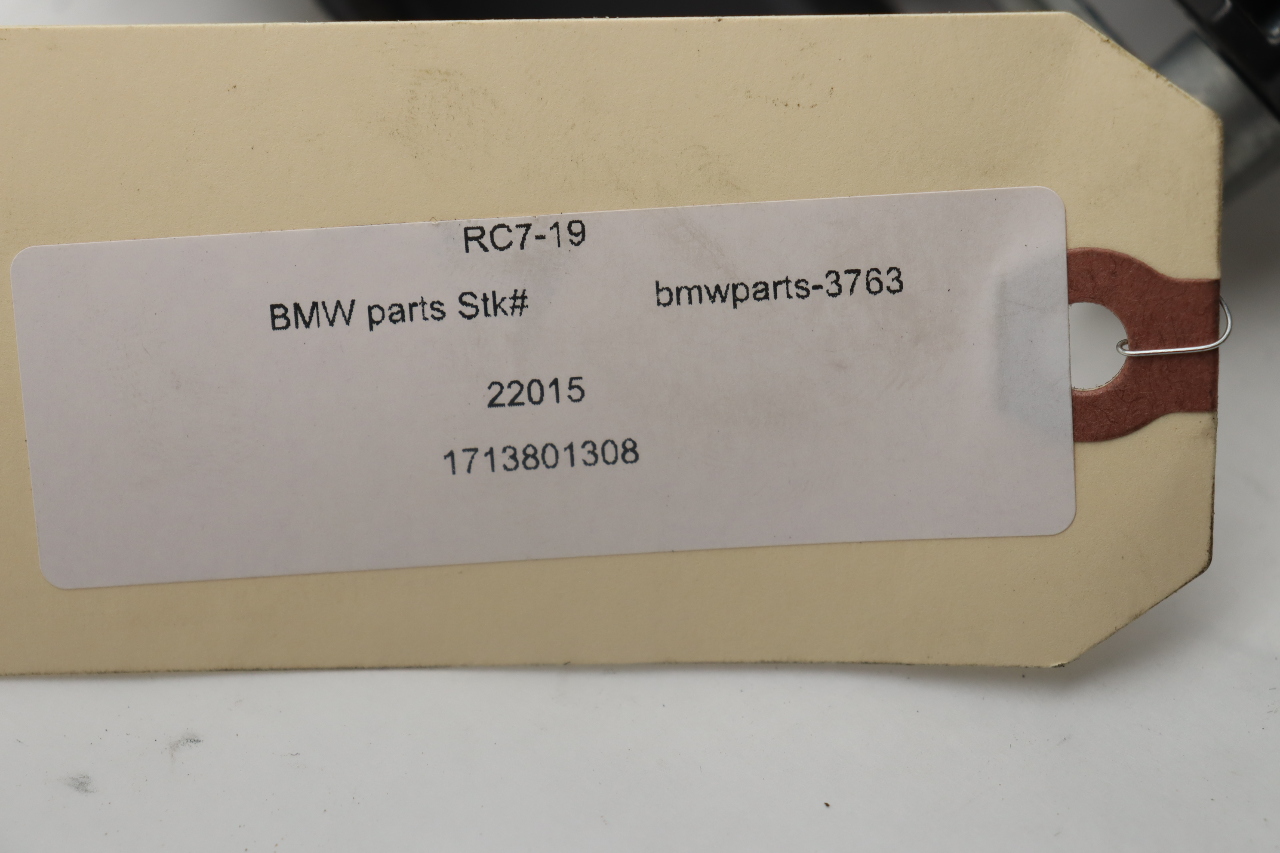 RC7-19
BMW parts Stk# bmwparts-3763
22015
1713801308